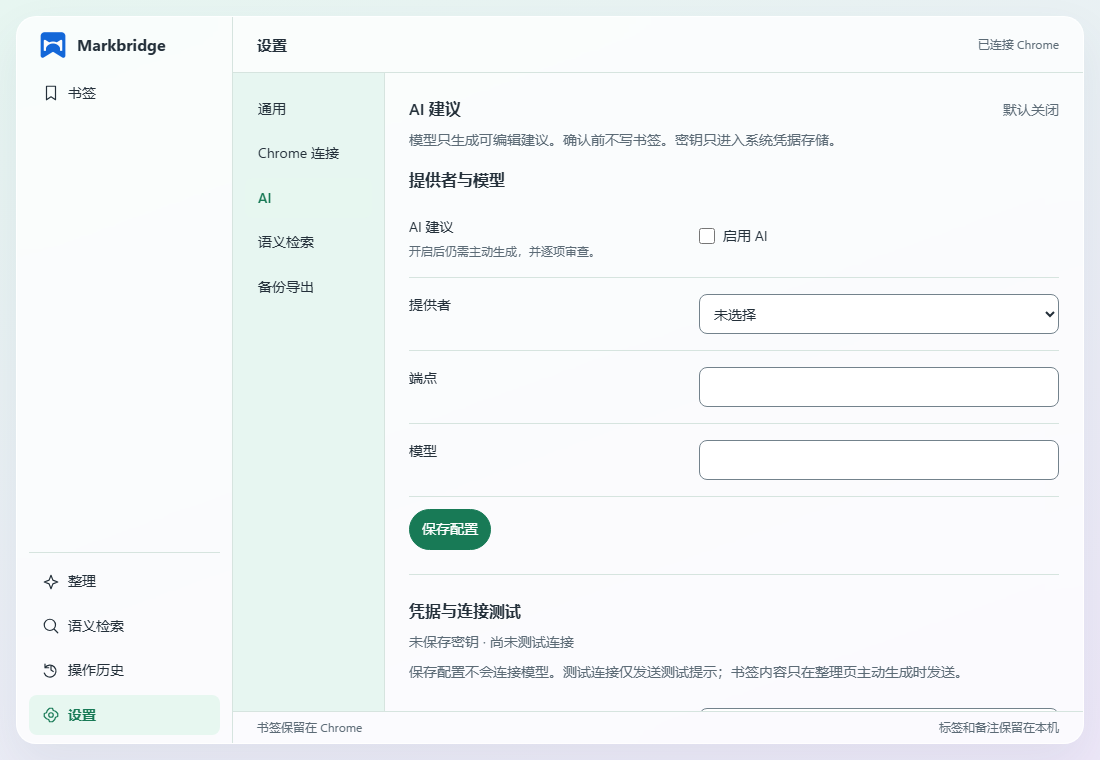 Markbridge
书签
整理
语义检索
操作历史
设置
设置
已连接 Chrome
通用
Chrome 连接
AI
语义检索
备份导出
AI 建议
默认关闭
模型只生成可编辑建议。确认前不写书签。密钥只进入系统凭据存储。
提供者与模型
AI 建议
开启后仍需主动生成，并逐项审查。
启用 AI
提供者
未选择
端点
模型
保存配置
凭据与连接测试
未保存密钥 · 尚未测试连接
保存配置不会连接模型。测试连接仅发送测试提示；书签内容只在整理页主动生成时发送。
书签保留在 Chrome
标签和备注保留在本机